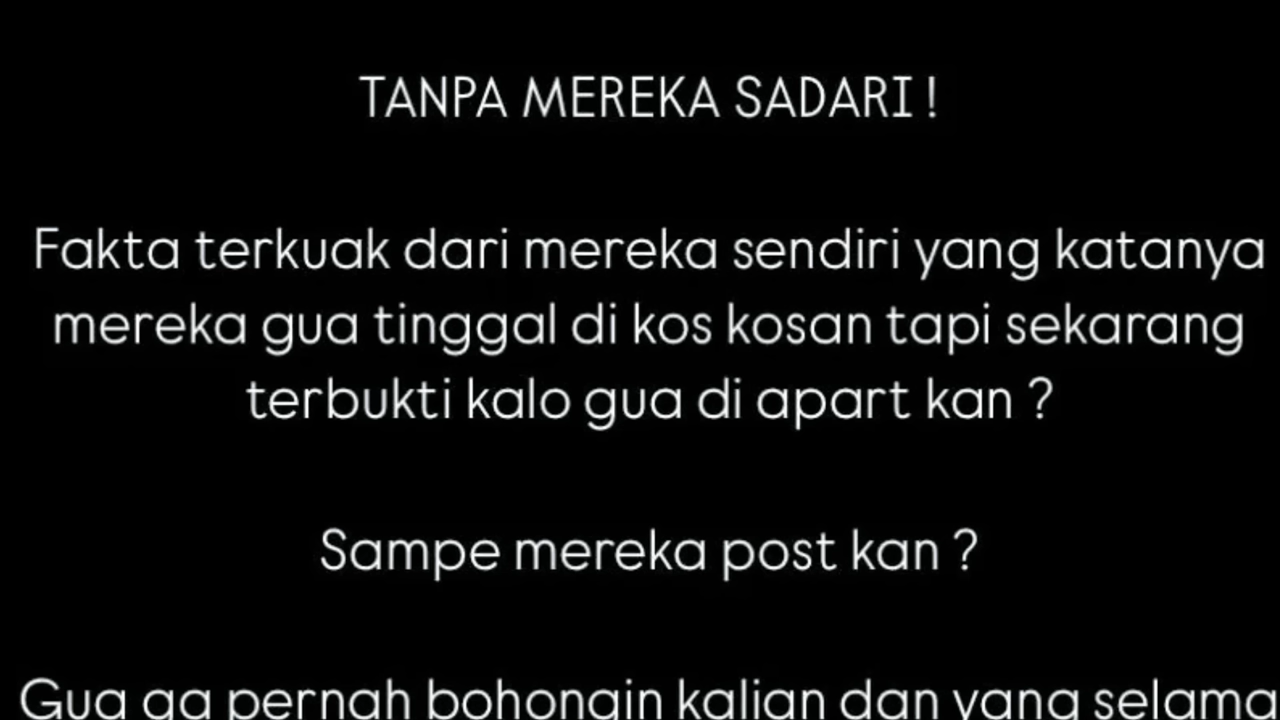 TANPA MEREKA SADARI !
Fakta terkuak dari mereka sendiri yang katanya
mereka gua tinggal di kos kosan tapi sekarang
terbukti kalo gua di apart kan ?
Sampe mereka post kan ?
Gua ga pernah bohongin kalian dan yang selama